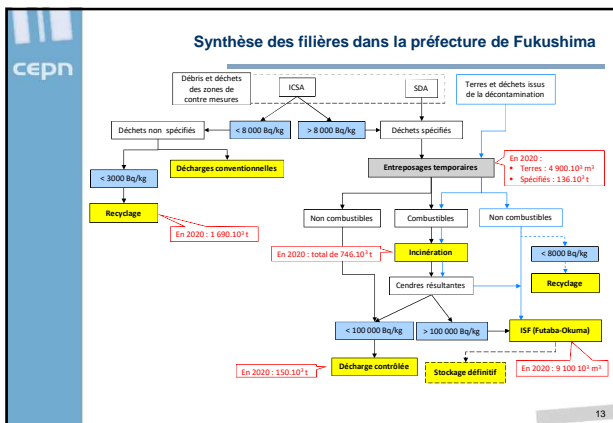 cepn
Synthèse des filières dans la préfecture de Fukushima
Débris et déchets
des zones de
contre mesures
ICSA
SDA
Terres et déchets issus
de la décontamination
Déchets non spécifiés
< 8 000 Bq/kg
> 8 000 Bq/kg
Déchets spécifiés
< 3000 Bq/kg
Décharges conventionnelles
Entreposages temporaires
En 2020 :
• Terres : 4 900.10³ m³
• Spécifiés : 136.10³ t
Recyclage
En 2020 : 1 690.10³ t
Non combustibles
Combustibles
Non combustibles
En 2020 : total de 746.10³ t
Incinération
< 8000 Bq/kg
Cendres résultantes
Recyclage
< 100 000 Bq/kg
> 100 000 Bq/kg
ISF (Futaba-Okuma)
En 2020 : 150.10³ t
Décharge contrôlée
Stockage définitif
En 2020 : 9 100 10³ m³
13